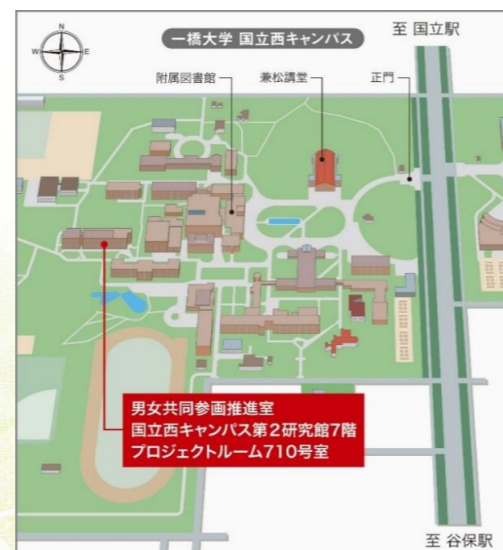 一橋大学 国立西キャンパス
至 国立駅
N
W
E
S
附属図書館
兼松講堂
正門
男女共同参画推進室
国立西キャンパス第2研究館7階
プロジェクトルーム710号室
至 谷保駅